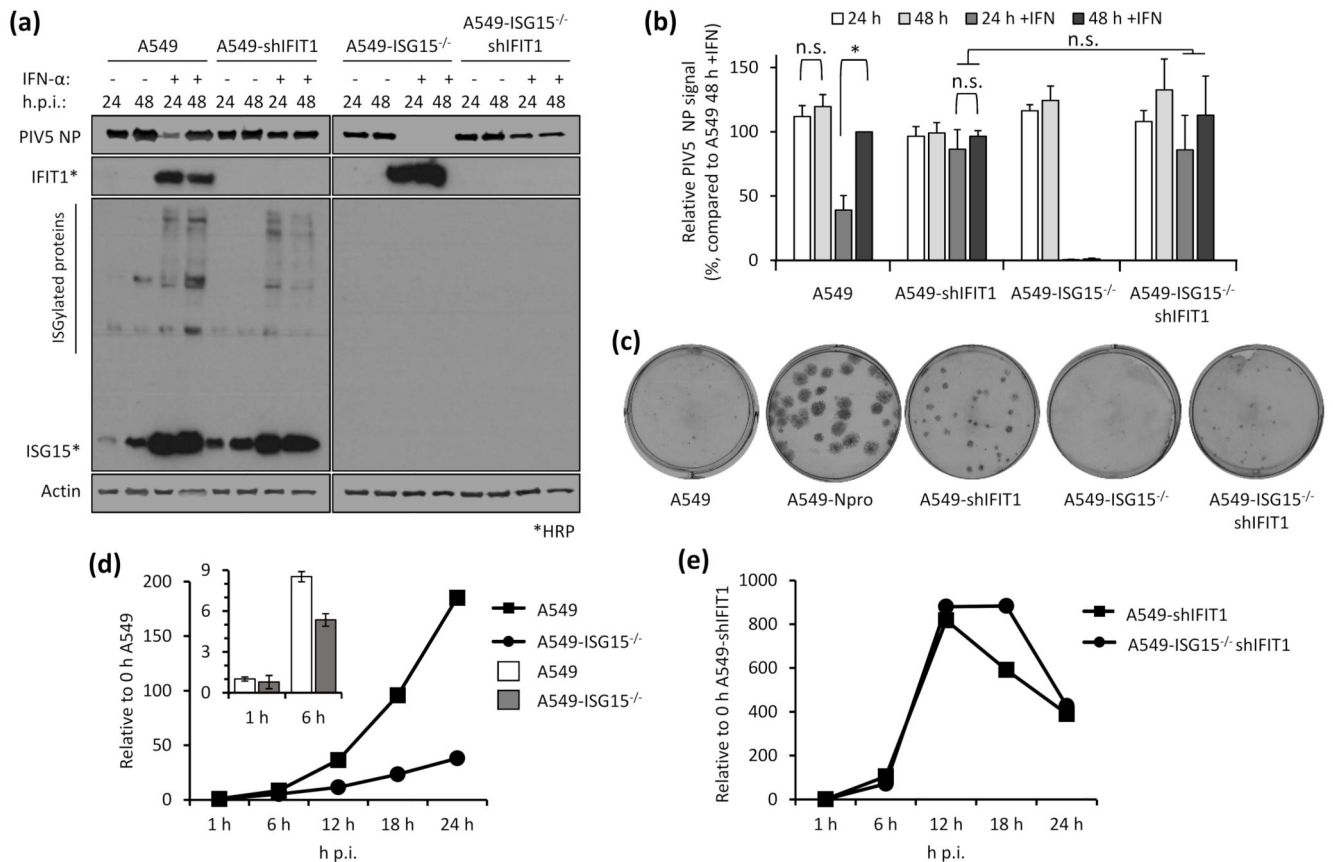 (a)
A549 A549-shIFIT1 A549-ISG15-/- A549-ISG15-/-
shIFIT1
IFN-α: - - + + - - + + - - + + - - + +
h.p.i.: 24 48 24 48 24 48 24 48 24 48 24 48 24 48 24 48
PIV5 NP
IFIT1*
ISGylated proteins
ISG15*
Actin
*HRP
(b)
24 h 48 h 24 h +IFN 48 h +IFN
Relative PIV5 NP signal
(%, compared to A549 48 h +IFN)
150
100
50
0
n.s. * n.s. n.s.
A549 A549-shIFIT1 A549-ISG15-/- A549-ISG15-/-
shIFIT1
(c)
A549 A549-Npro A549-shIFIT1 A549-ISG15-/- A549-ISG15-/-
shIFIT1
(d)
Relative to 0 h A549
200
150
100
50
0
9
6
3
0
1 h 6 h
A549
A549-ISG15-/-
A549
A549-ISG15-/-
1 h 6 h 12 h 18 h 24 h
h p.i.
(e)
Relative to 0 h A549-shIFIT1
1000
800
600
400
200
0
A549-shIFIT1
A549-ISG15-/- shIFIT1
1 h 6 h 12 h 18 h 24 h
h p.i.